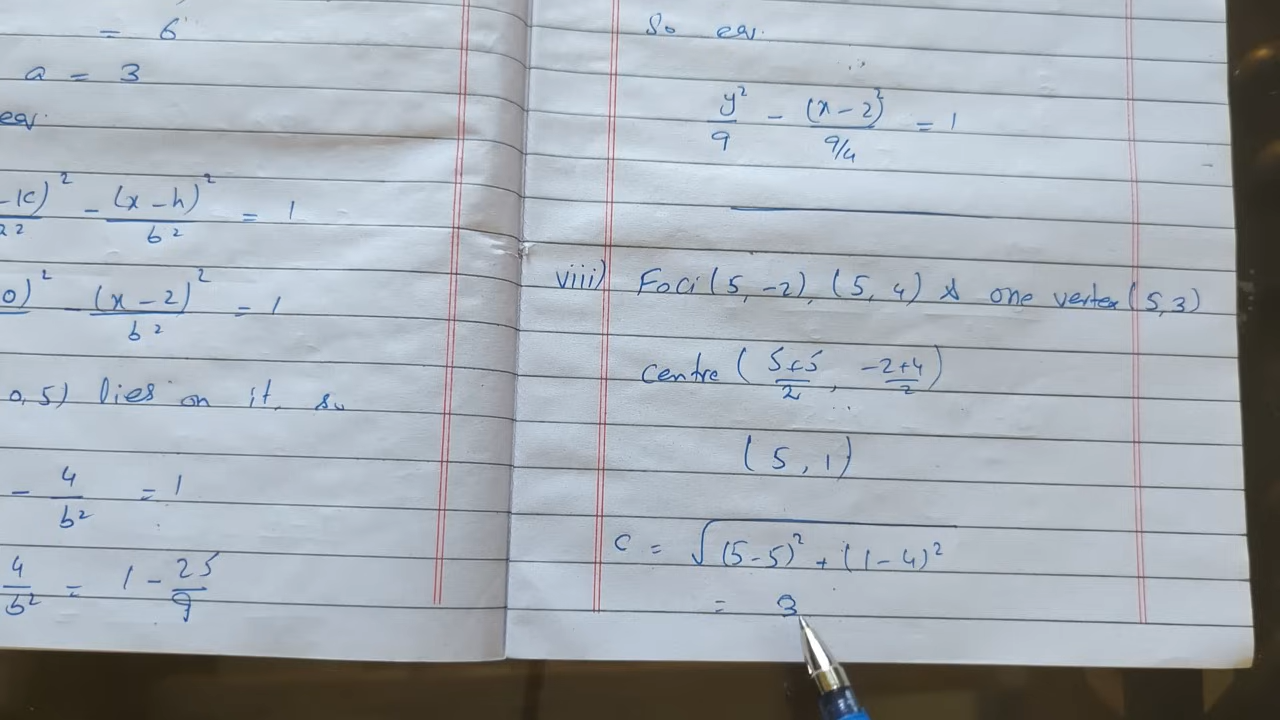 = 6
a = 3
eq.
-k)² / a² - (x-h)² / b² = 1
0)² - (x-2)² / b² = 1
0,5) lies on it, so
- 4/b² = 1
4/b² = 1 - 25/9
So eq.
y²/9 - (x-2)²/(9/4) = 1
viii) Foci (5,-2), (5,4) & one vertex (5,3)
Centre ( (5+5)/2 , (-2+4)/2 )
(5,1)
c = √((5-5)² + (1-4)²)
= 3